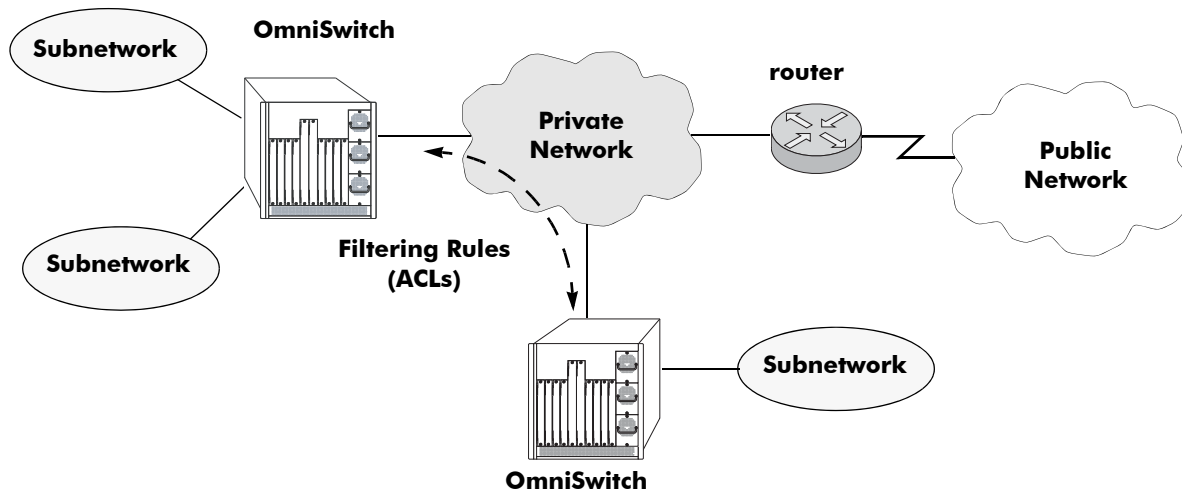 OmniSwitch
Subnetwork
router
Private
Network
Public
Network
Filtering Rules
(ACLs)
Subnetwork
Subnetwork
OmniSwitch